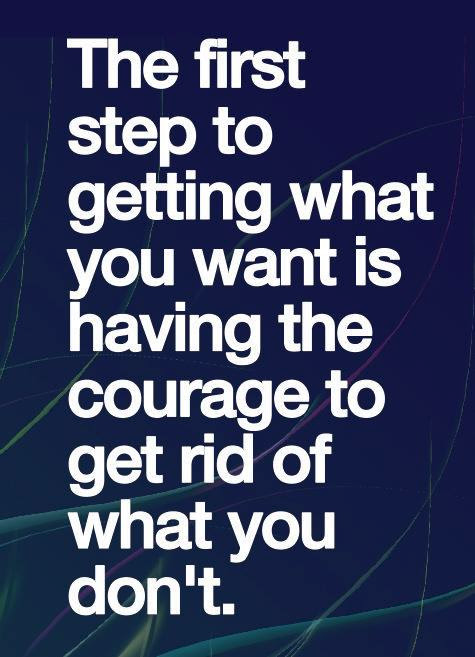 The first
step to
getting what
you want is
having the
courage to
get rid of
what you
don't.